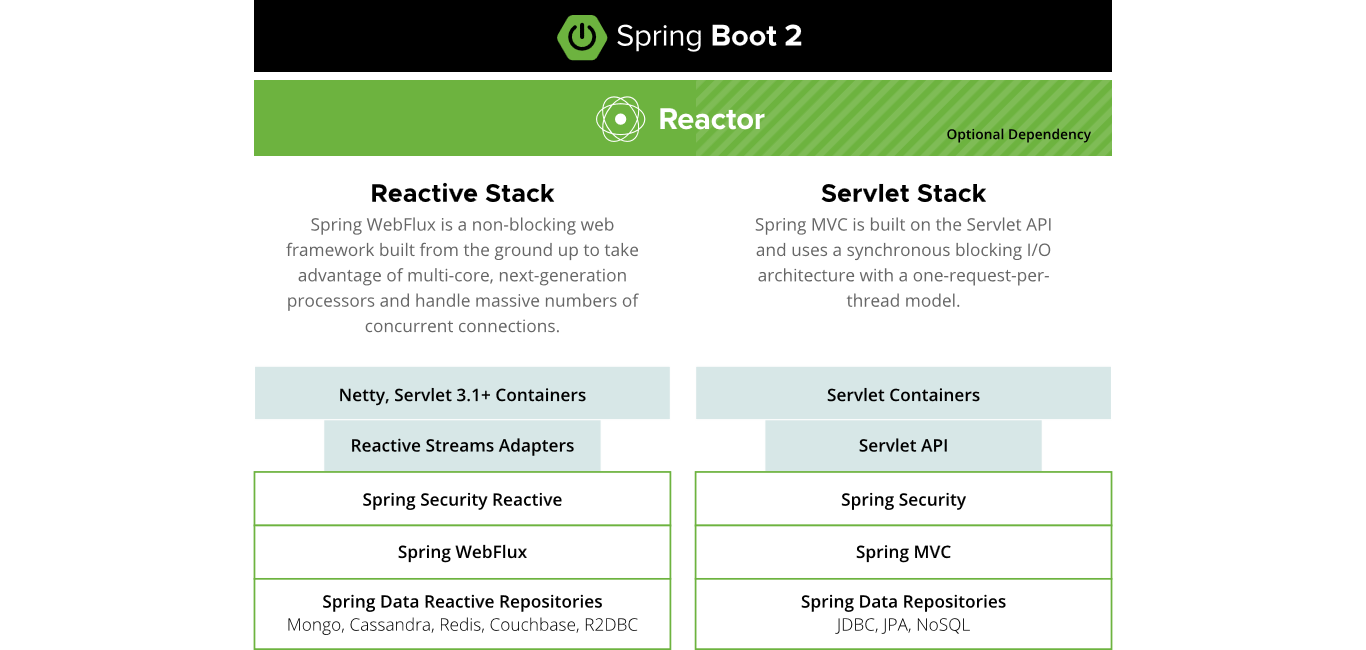 Spring Boot 2
Reactor
Optional Dependency
Reactive Stack
Spring WebFlux is a non-blocking web
framework built from the ground up to take
advantage of multi-core, next-generation
processors and handle massive numbers of
concurrent connections.
Servlet Stack
Spring MVC is built on the Servlet API
and uses a synchronous blocking I/O
architecture with a one-request-per-
thread model.
Netty, Servlet 3.1+ Containers
Reactive Streams Adapters
Spring Security Reactive
Spring WebFlux
Spring Data Reactive Repositories
Mongo, Cassandra, Redis, Couchbase, R2DBC
Servlet Containers
Servlet API
Spring Security
Spring MVC
Spring Data Repositories
JDBC, JPA, NoSQL